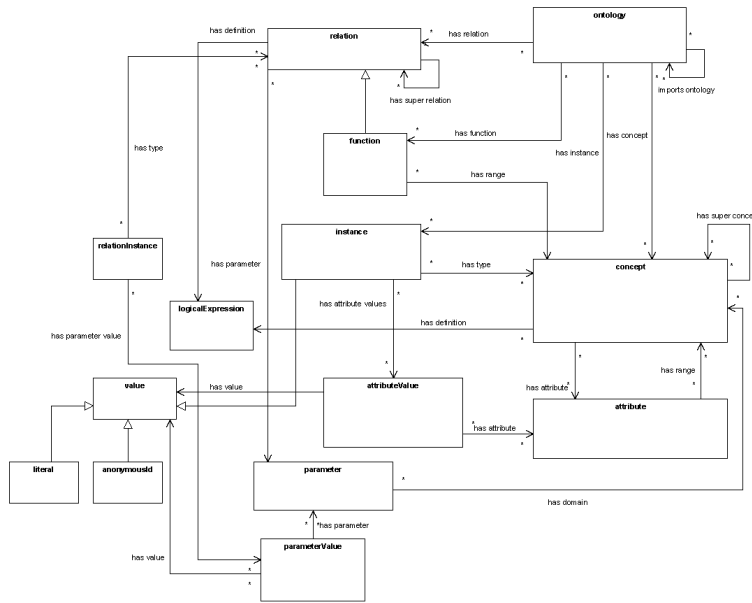 ontology
has definition
relation
has relation
imports ontology
has super relation
has concept
has function
function
has type
has instance
has range
has super conce
instance
relationInstance
has parameter
has type
concept
has attribute values
logicalExpression
has definition
has parameter value
has range
value
has value
attributeValue
has attribute
attribute
has attribute
literal
anonymousId
parameter
has domain
*has parameter
parameterValue
has value